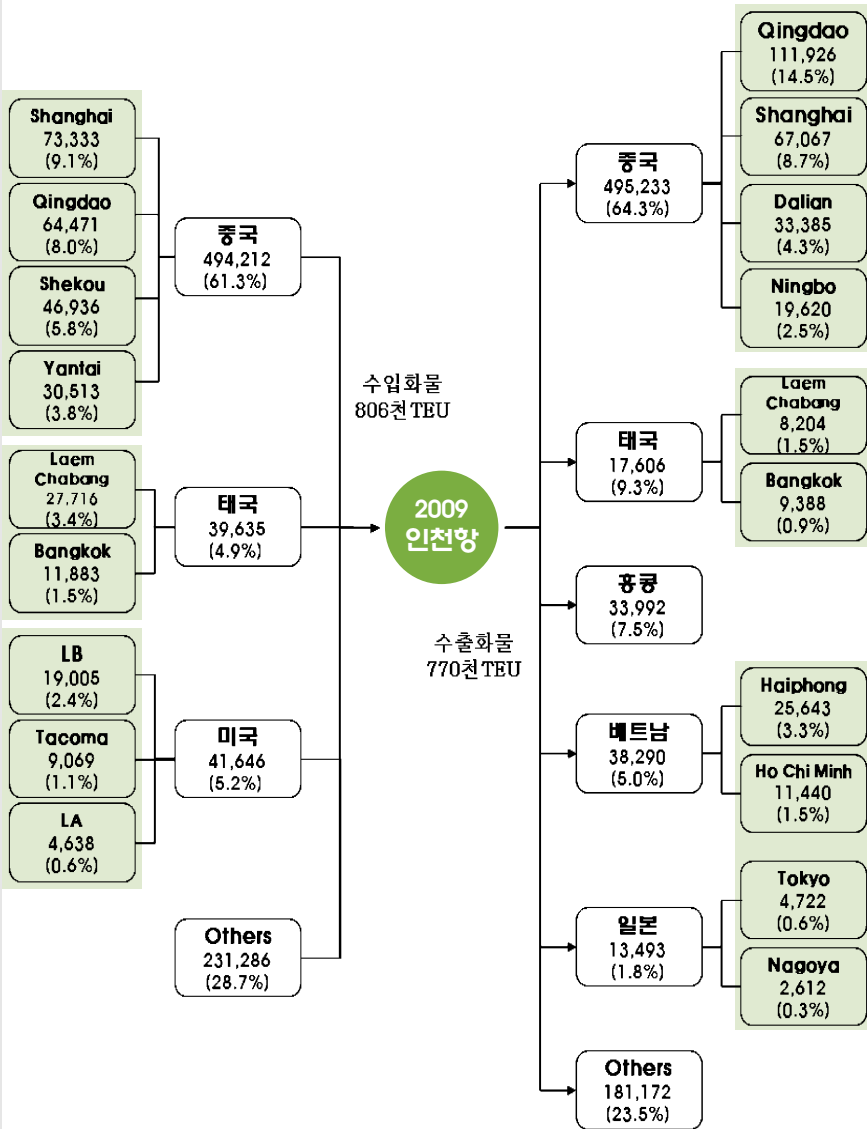 Shanghai
73,333
(9.1%)
Qingdao
64,471
(8.0%)
Shekou
46,936
(5.8%)
Yantai
30,513
(3.8%)
중국
494,212
(61.3%)
Laem
Chabang
27,716
(3.4%)
Bangkok
11,883
(1.5%)
태국
39,635
(4.9%)
LB
19,005
(2.4%)
Tacoma
9,069
(1.1%)
LA
4,638
(0.6%)
미국
41,646
(5.2%)
Others
231,286
(28.7%)
수입화물
806천TEU
2009
인천항
수출화물
770천TEU
중국
495,233
(64.3%)
Qingdao
111,926
(14.5%)
Shanghai
67,067
(8.7%)
Dalian
33,385
(4.3%)
Ningbo
19,620
(2.5%)
태국
17,606
(9.3%)
Laem
Chabang
8,204
(1.5%)
Bangkok
9,388
(0.9%)
홍콩
33,992
(7.5%)
베트남
38,290
(5.0%)
Haiphong
25,643
(3.3%)
Ho Chi Minh
11,440
(1.5%)
일본
13,493
(1.8%)
Tokyo
4,722
(0.6%)
Nagoya
2,612
(0.3%)
Others
181,172
(23.5%)